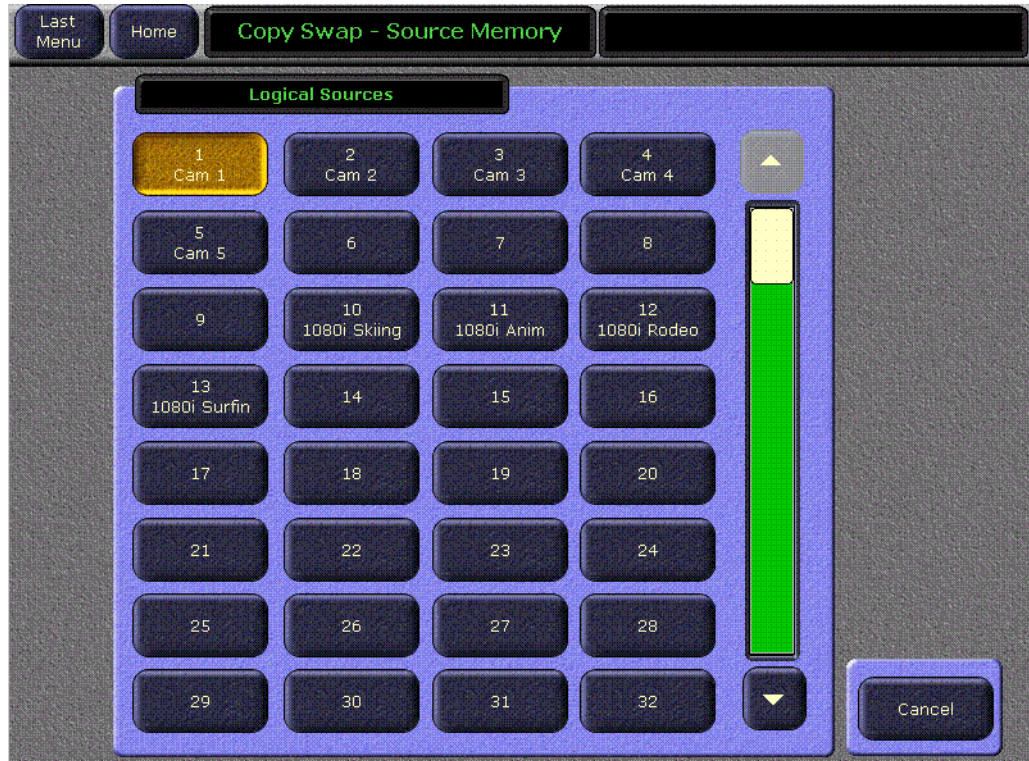 Last
Menu
Home
Copy Swap - Source Memory
Logical Sources
1
Cam 1
2
Cam 2
3
Cam 3
4
Cam 4
5
Cam 5
6
7
8
9
10
1080i Skiing
11
1080i Anim
12
1080i Rodeo
13
1080i Surfin
14
15
16
17
18
19
20
21
22
23
24
25
26
27
28
29
30
31
32
Cancel